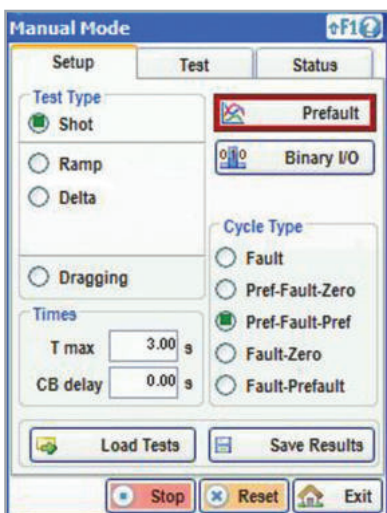 Manual Mode
F1
Setup
Test
Status
Test Type
Shot
Ramp
Delta
Dragging
Prefault
010
Binary I/O
Cycle Type
Fault
Pref-Fault-Zero
Pref-Fault-Pref
Fault-Zero
Fault-Prefault
Times
T max 3.00 s
CB delay 0.00 s
Load Tests
Save Results
Stop
Reset
Exit